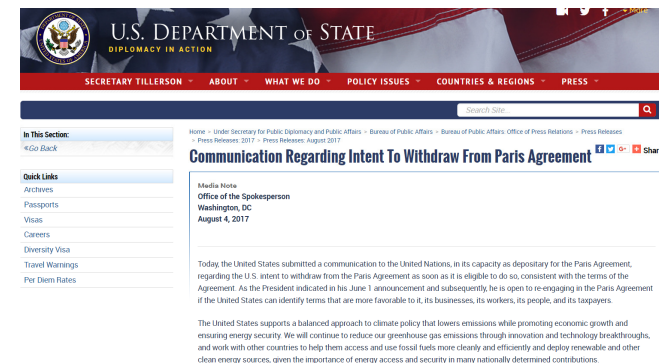 More
U.S. DEPARTMENT OF STATE
DIPLOMACY IN ACTION
SECRETARY TILLERSON ABOUT WHAT WE DO POLICY ISSUES COUNTRIES & REGIONS PRESS
Search Site...
In This Section:
«Go Back
Quick Links
Archives
Passports
Visas
Careers
Diversity Visa
Travel Warnings
Per Diem Rates
Home > Under Secretary for Public Diplomacy and Public Affairs > Bureau of Public Affairs > Bureau of Public Affairs: Office of Press Relations > Press Releases
> Press Releases: 2017 > Press Releases: August 2017
Communication Regarding Intent To Withdraw From Paris Agreement
Shar
Media Note
Office of the Spokesperson
Washington, DC
August 4, 2017
Today, the United States submitted a communication to the United Nations, in its capacity as depositary for the Paris Agreement,
regarding the U.S. intent to withdraw from the Paris Agreement as soon as it is eligible to do so, consistent with the terms of the
Agreement. As the President indicated in his June 1 announcement and subsequently, he is open to re-engaging in the Paris Agreement
if the United States can identify terms that are more favorable to it, its businesses, its workers, its people, and its taxpayers.
The United States supports a balanced approach to climate policy that lowers emissions while promoting economic growth and
ensuring energy security. We will continue to reduce our greenhouse gas emissions through innovation and technology breakthroughs,
and work with other countries to help them access and use fossil fuels more cleanly and efficiently and deploy renewable and other
clean energy sources, given the importance of energy access and security in many nationally determined contributions.